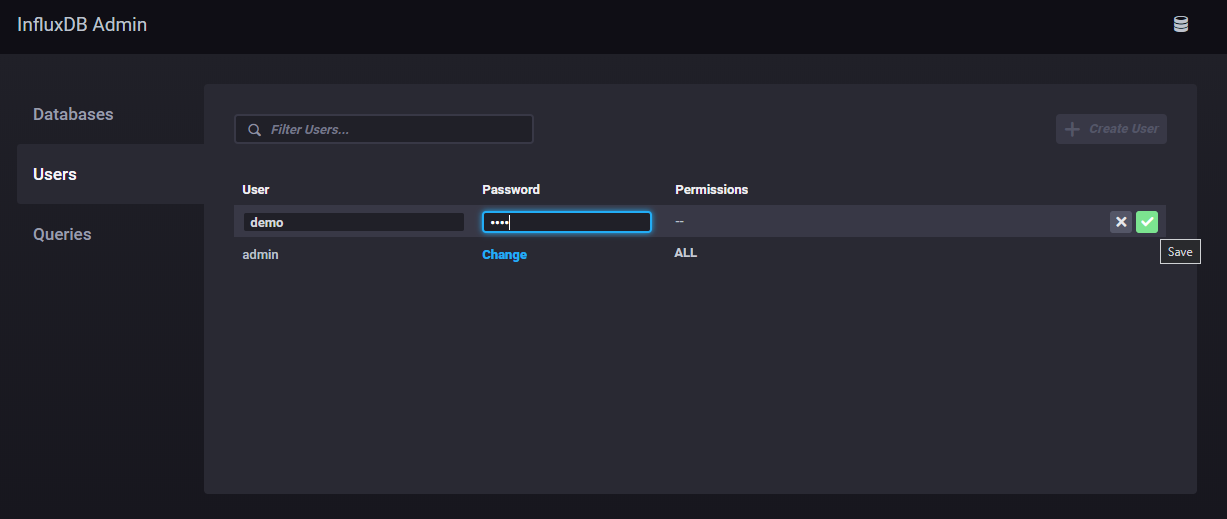 InfluxDB Admin
Databases
Users
Queries
Filter Users...
Create User
User Password Permissions
demo •••• --
Save
admin Change ALL